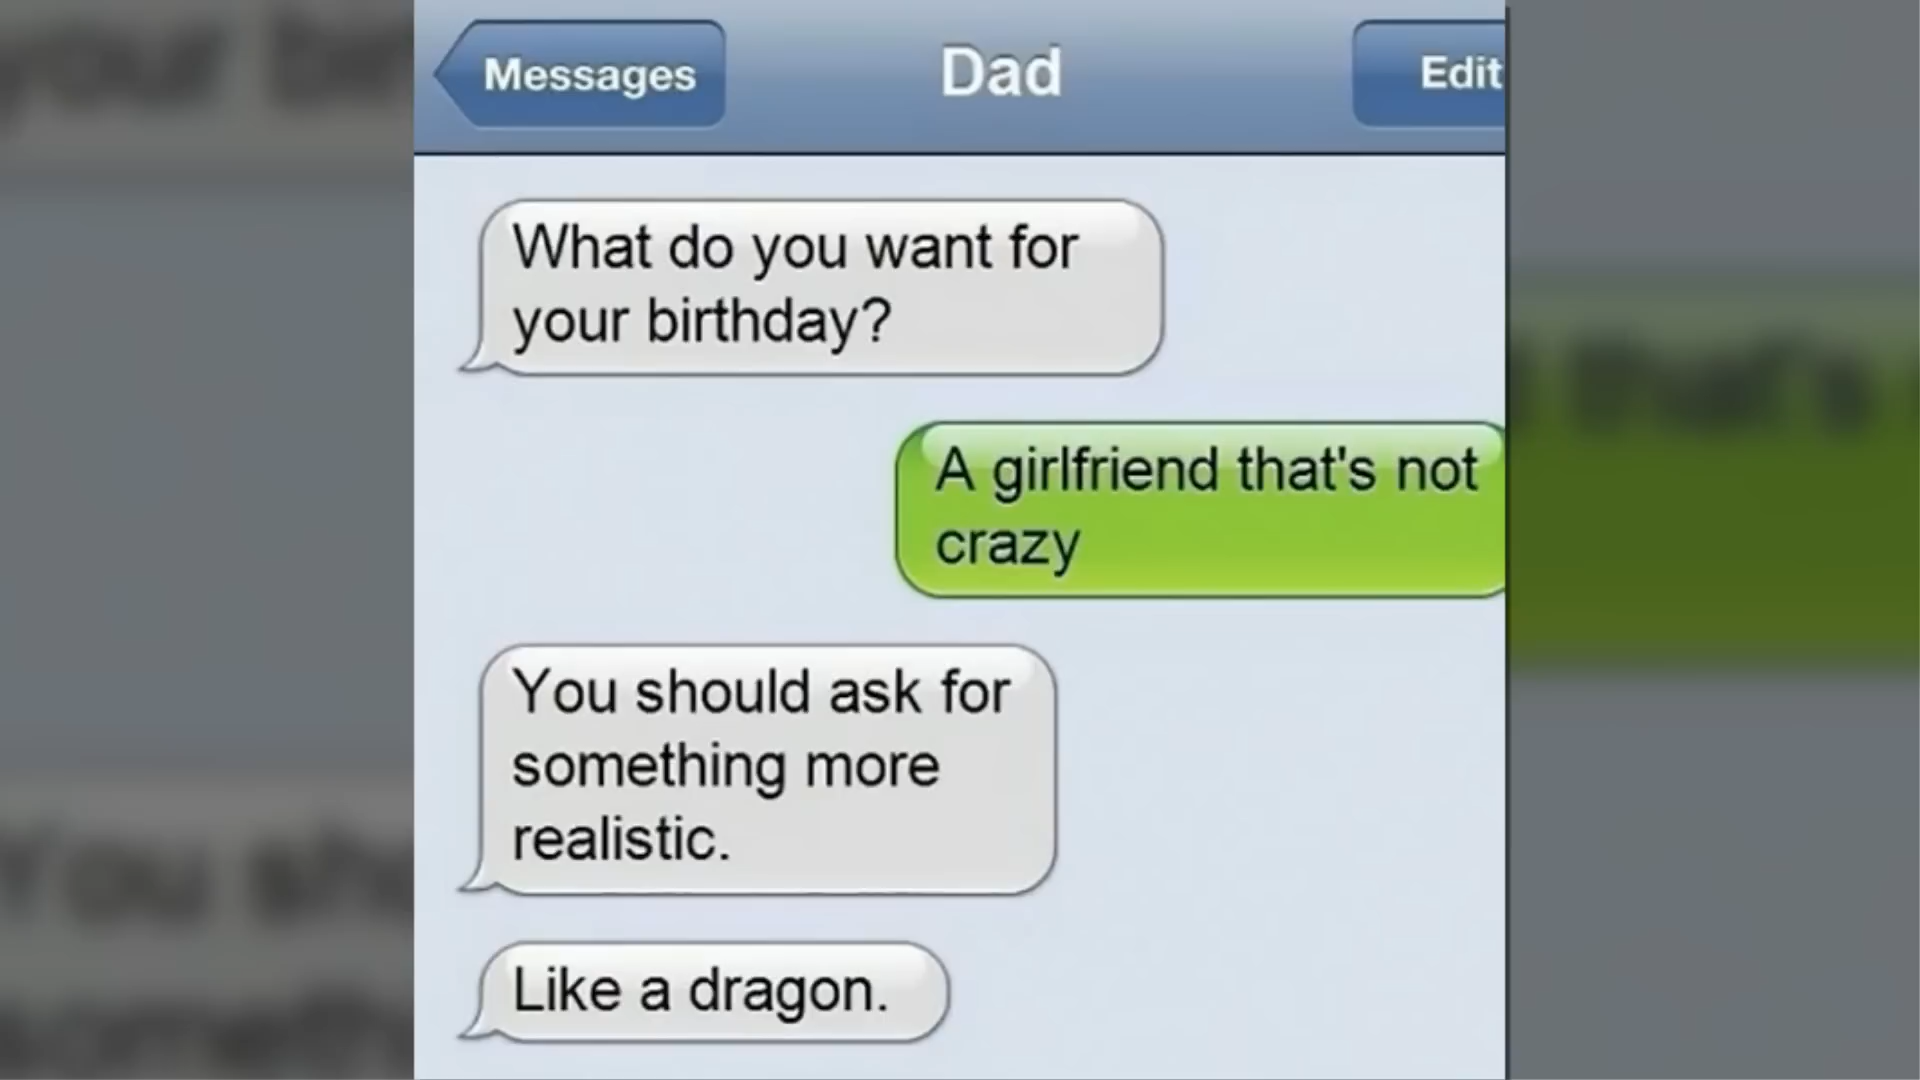 Messages Dad Edit
What do you want for
your birthday?
A girlfriend that's not
crazy
You should ask for
something more
realistic.
Like a dragon.